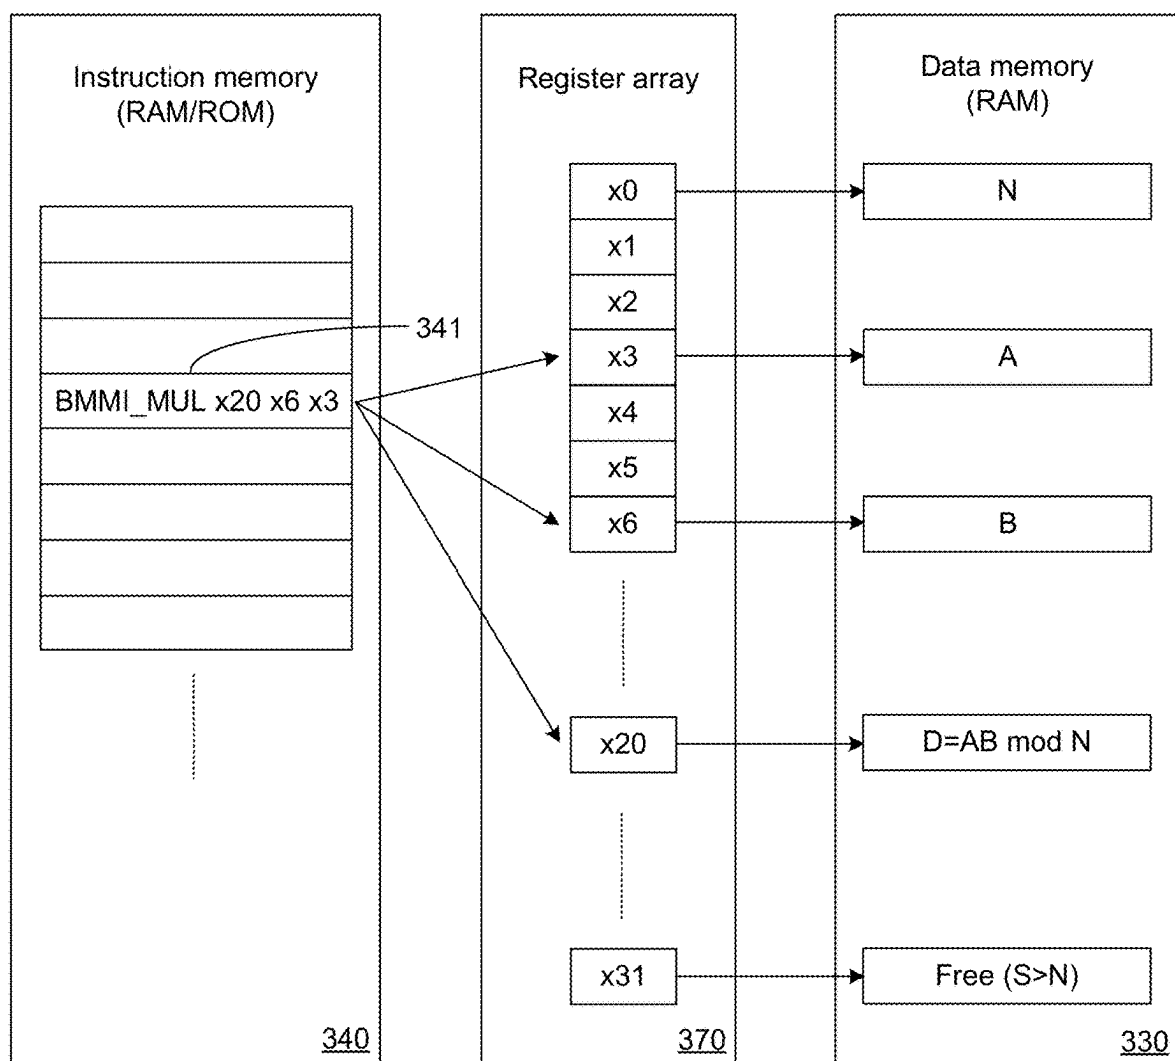 Instruction memory
(RAM/ROM)
341
BMMI_MUL x20 x6 x3
340
Register array
x0
x1
x2
x3
x4
x5
x6
x20
x31
370
Data memory
(RAM)
N
A
B
D=AB mod N
Free (S>N)
330